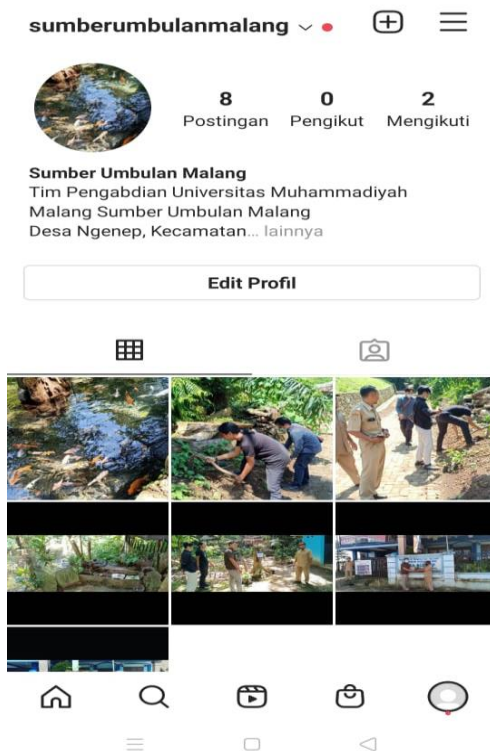 sumberumbulanmalang
8 0 2
Postingan Pengikut Mengikuti
Sumber Umbulan Malang
Tim Pengabdian Universitas Muhammadiyah
Malang Sumber Umbulan Malang
Desa Ngenep, Kecamatan... lainnya
Edit Profil